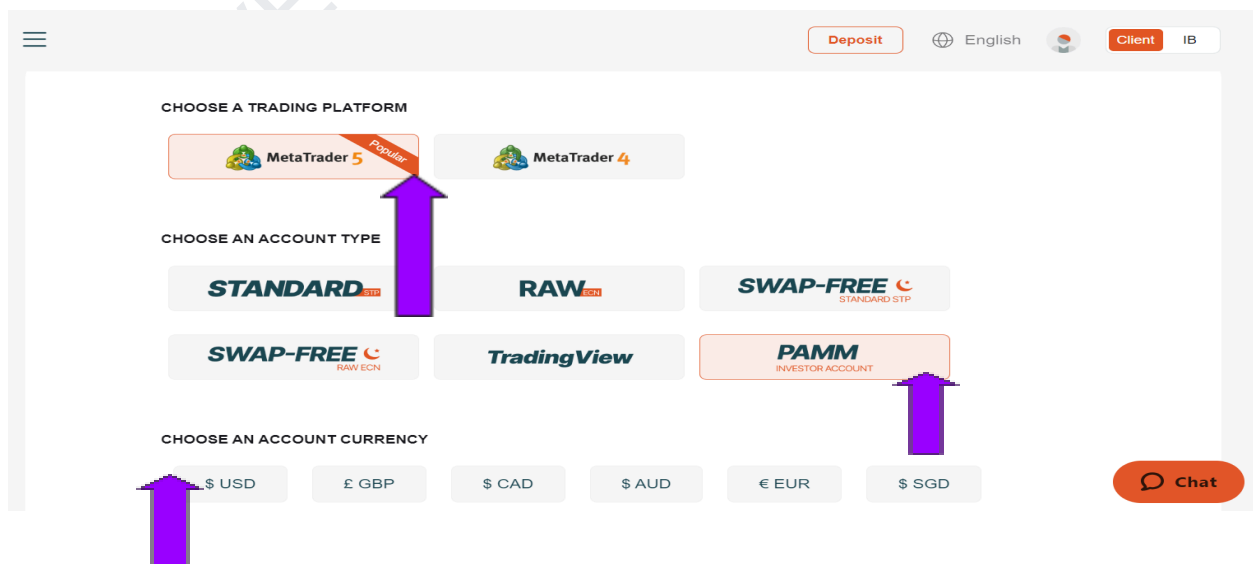 Deposit English Client IB
CHOOSE A TRADING PLATFORM
MetaTrader 5 Popular MetaTrader 4
CHOOSE AN ACCOUNT TYPE
STANDARD STP RAW ECN SWAP-FREE STANDARD STP
SWAP-FREE RAW ECN TradingView PAMM INVESTOR ACCOUNT
CHOOSE AN ACCOUNT CURRENCY
$ USD £ GBP $ CAD $ AUD € EUR $ SGD
Chat